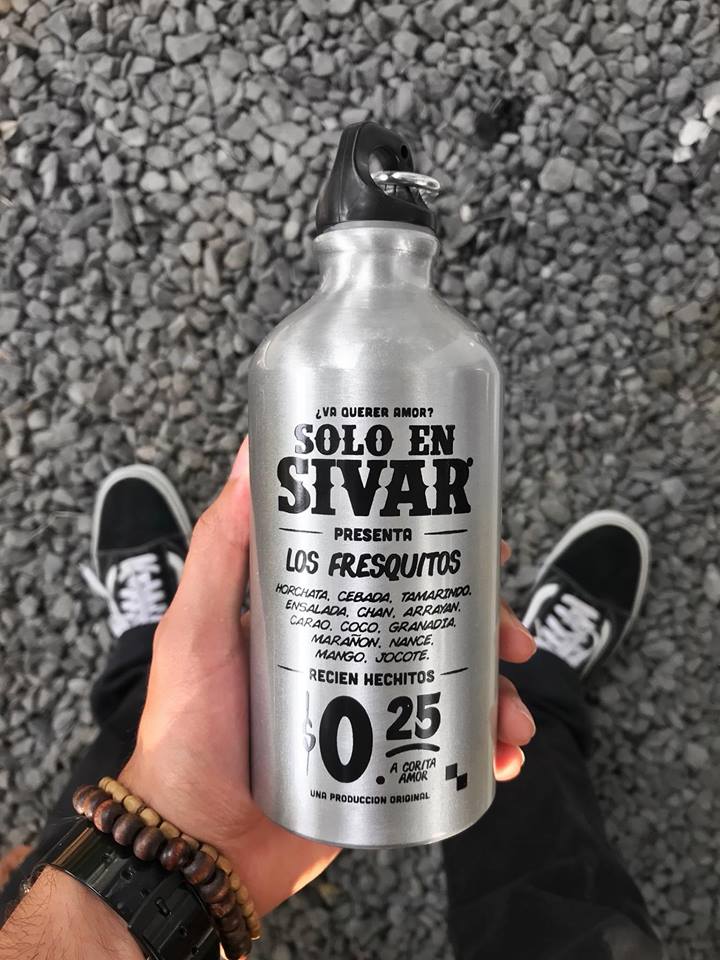 ¿VA QUERER AMOR?
SOLO EN
SIVAR
PRESENTA
LOS FRESQUITOS
HORCHATA, CEBADA, TAMARINDO,
ENSALADA, CHAN, ARRAYAN,
CARAO, COCO, GRANADIA,
MARAÑON, NANCE,
MANGO, JOCOTE.
RECIEN HECHITOS
$0.25
A CORITA
AMOR
UNA PRODUCCION ORIGINAL